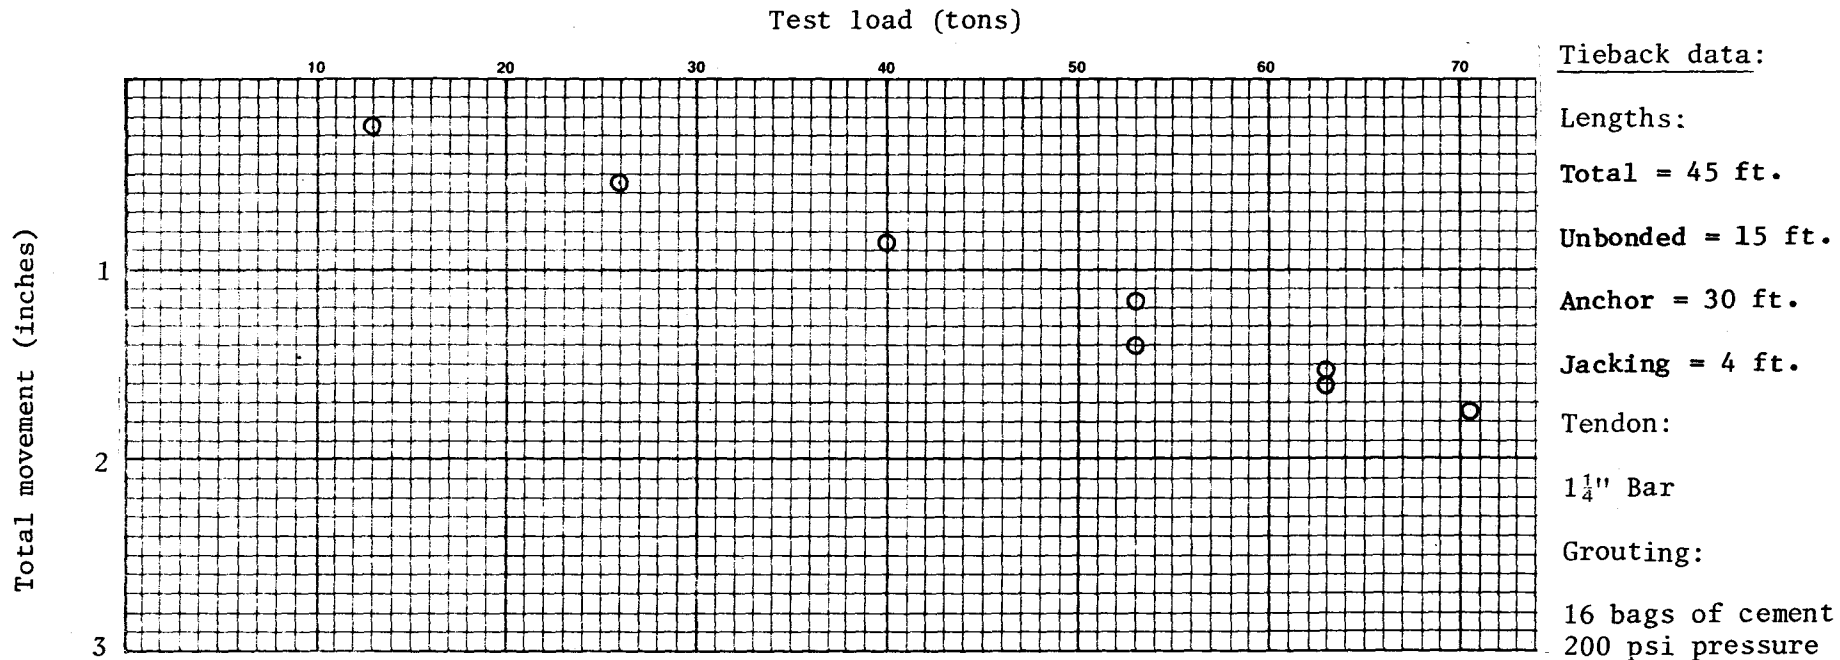 Test load (tons)
10 20 30 40 50 60 70
Total movement (inches)
1
2
3
Tieback data:
Lengths:
Total = 45 ft.
Unbonded = 15 ft.
Anchor = 30 ft.
Jacking = 4 ft.
Tendon:
1¼" Bar
Grouting:
16 bags of cement
200 psi pressure